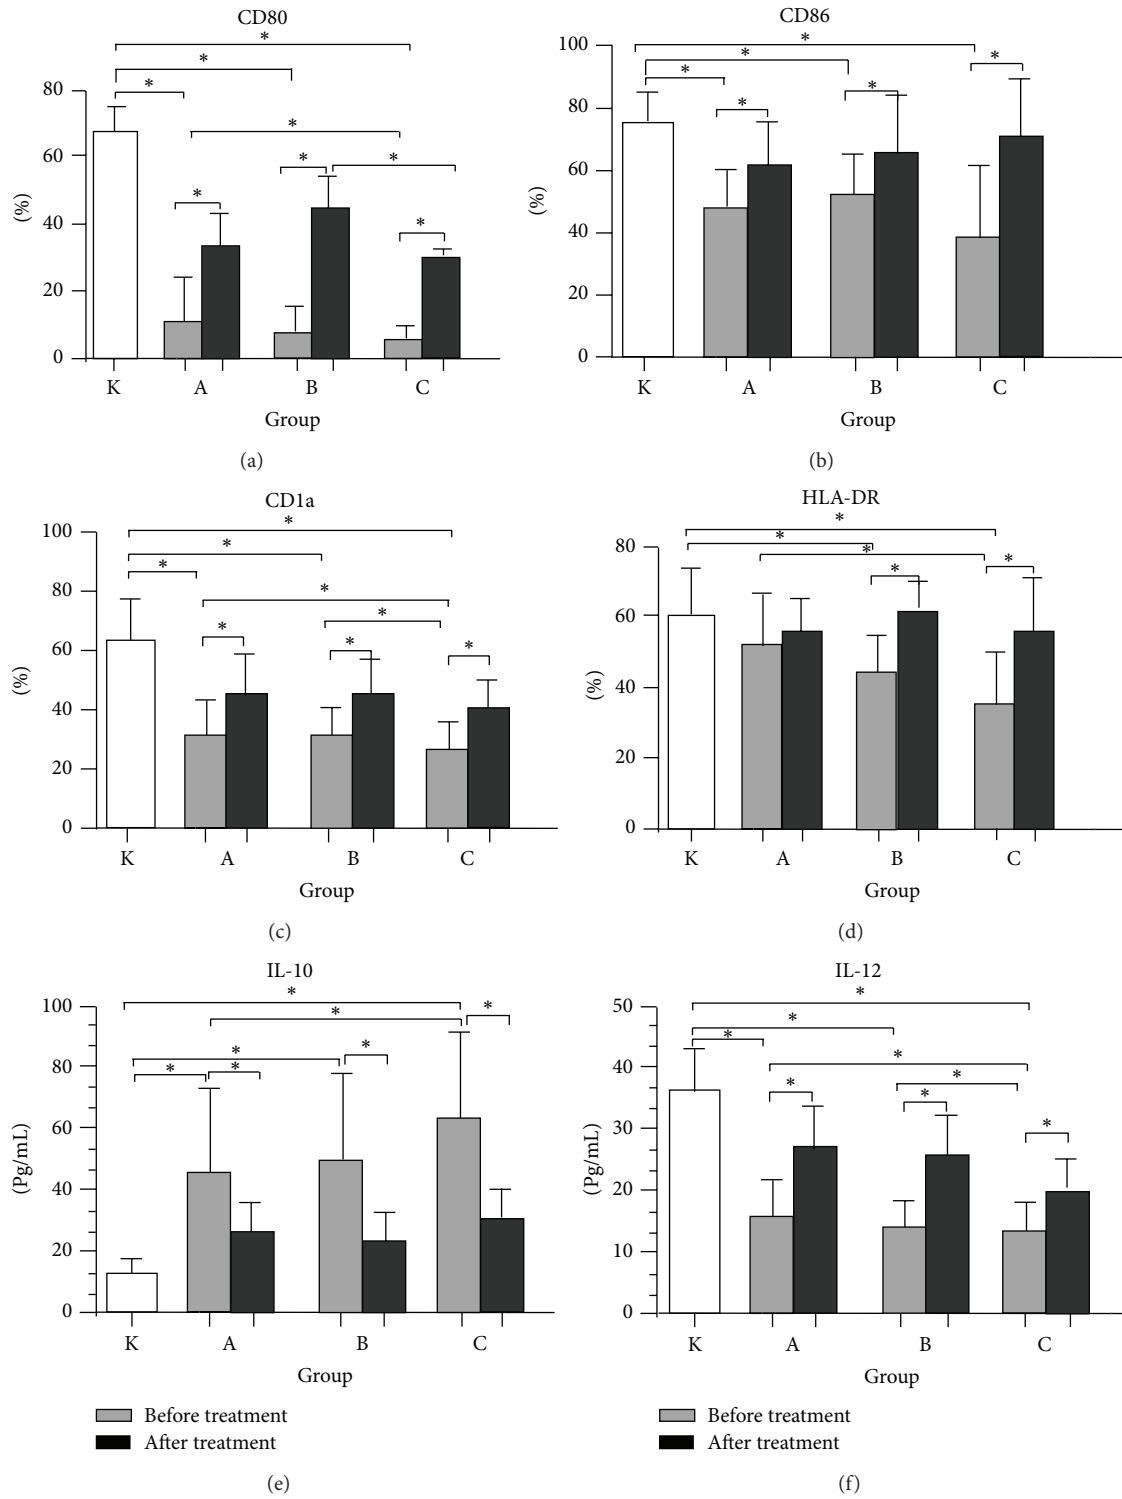 CD80
*
*
*
*
*
*
*
*
80
60
40
20
0
(%)
K A B C
Group
(a)
CD86
*
*
*
*
*
*
100
80
60
40
20
0
(%)
K A B C
Group
(b)
CD1a
*
*
*
*
*
*
*
*
100
80
60
40
20
0
(%)
K A B C
Group
(c)
HLA-DR
*
*
*
*
*
80
60
40
20
0
(%)
K A B C
Group
(d)
IL-10
*
*
*
*
*
*
*
100
80
60
40
20
0
(Pg/mL)
K A B C
Group
Before treatment
After treatment
(e)
IL-12
*
*
*
*
*
*
*
*
50
40
30
20
10
0
(Pg/mL)
K A B C
Group
Before treatment
After treatment
(f)